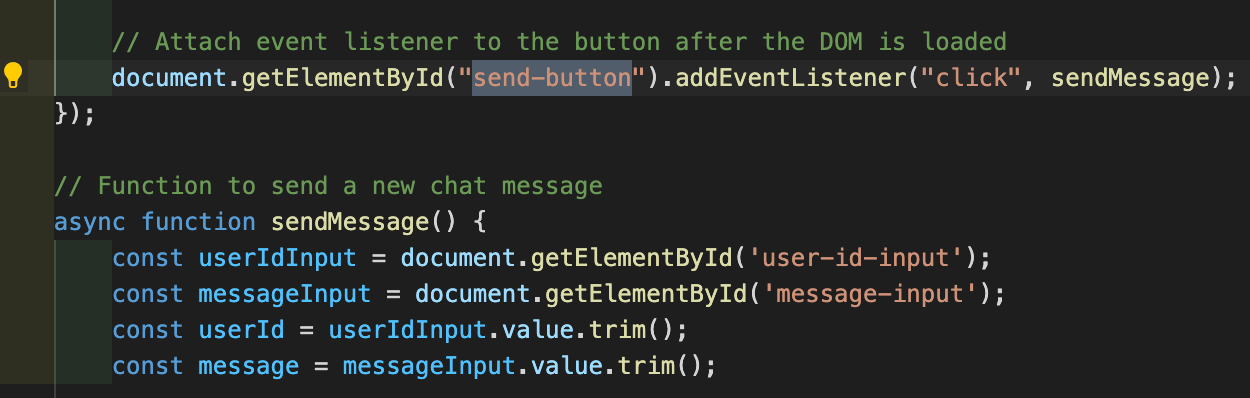 // Attach event listener to the button after the DOM is loaded
document.getElementById("send-button").addEventListener("click", sendMessage);
});
// Function to send a new chat message
async function sendMessage() {
const userIdInput = document.getElementById('user-id-input');
const messageInput = document.getElementById('message-input');
const userId = userIdInput.value.trim();
const message = messageInput.value.trim();